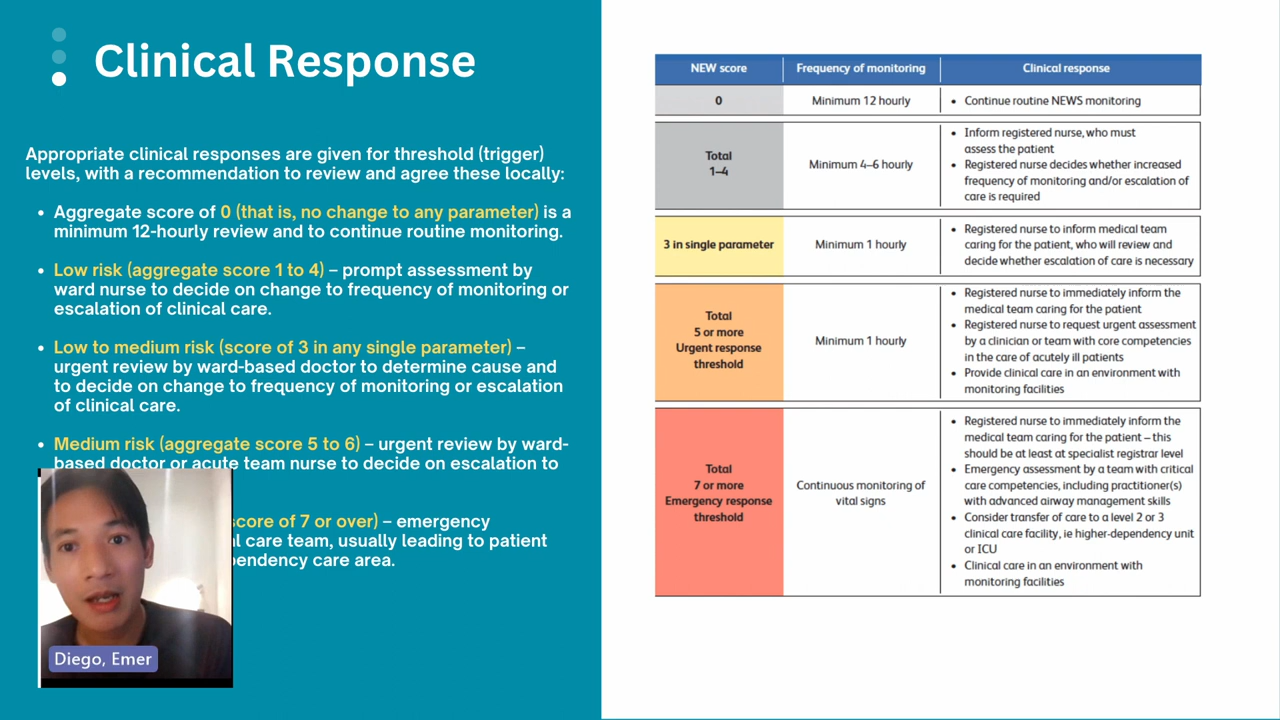 Clinical Response
Appropriate clinical responses are given for threshold (trigger)
levels, with a recommendation to review and agree these locally:
• Aggregate score of 0 (that is, no change to any parameter) is a
minimum 12-hourly review and to continue routine monitoring.
• Low risk (aggregate score 1 to 4) – prompt assessment by
ward nurse to decide on change to frequency of monitoring or
escalation of clinical care.
• Low to medium risk (score of 3 in any single parameter) –
urgent review by ward-based doctor to determine cause and
to decide on change to frequency of monitoring or escalation
of clinical care.
• Medium risk (aggregate score 5 to 6) – urgent review by ward-
based doctor or acute team nurse to decide on escalation to
score of 7 or over) – emergency
care team, usually leading to patient
care area.
Diego, Emer
NEW score
Frequency of monitoring
Clinical response
0
Minimum 12 hourly
• Continue routine NEWS monitoring
Total
1–4
Minimum 4–6 hourly
• Inform registered nurse, who must
assess the patient
• Registered nurse decides whether increased
frequency of monitoring and/or escalation of
care is required
3 in single parameter
Minimum 1 hourly
• Registered nurse to inform medical team
caring for the patient, who will review and
decide whether escalation of care is necessary
Total
5 or more
Urgent response
threshold
Minimum 1 hourly
• Registered nurse to immediately inform the
medical team caring for the patient
• Registered nurse to request urgent assessment
by a clinician or team with core competencies
in the care of acutely ill patients
• Provide clinical care in an environment with
monitoring facilities
Total
7 or more
Emergency response
threshold
Continuous monitoring of
vital signs
• Registered nurse to immediately inform the
medical team caring for the patient – this
should be at least at specialist registrar level
• Emergency assessment by a team with critical
care competencies, including practitioner(s)
with advanced airway management skills
• Consider transfer of care to a level 2 or 3
clinical care facility, ie higher-dependency unit
or ICU
• Clinical care in an environment with
monitoring facilities